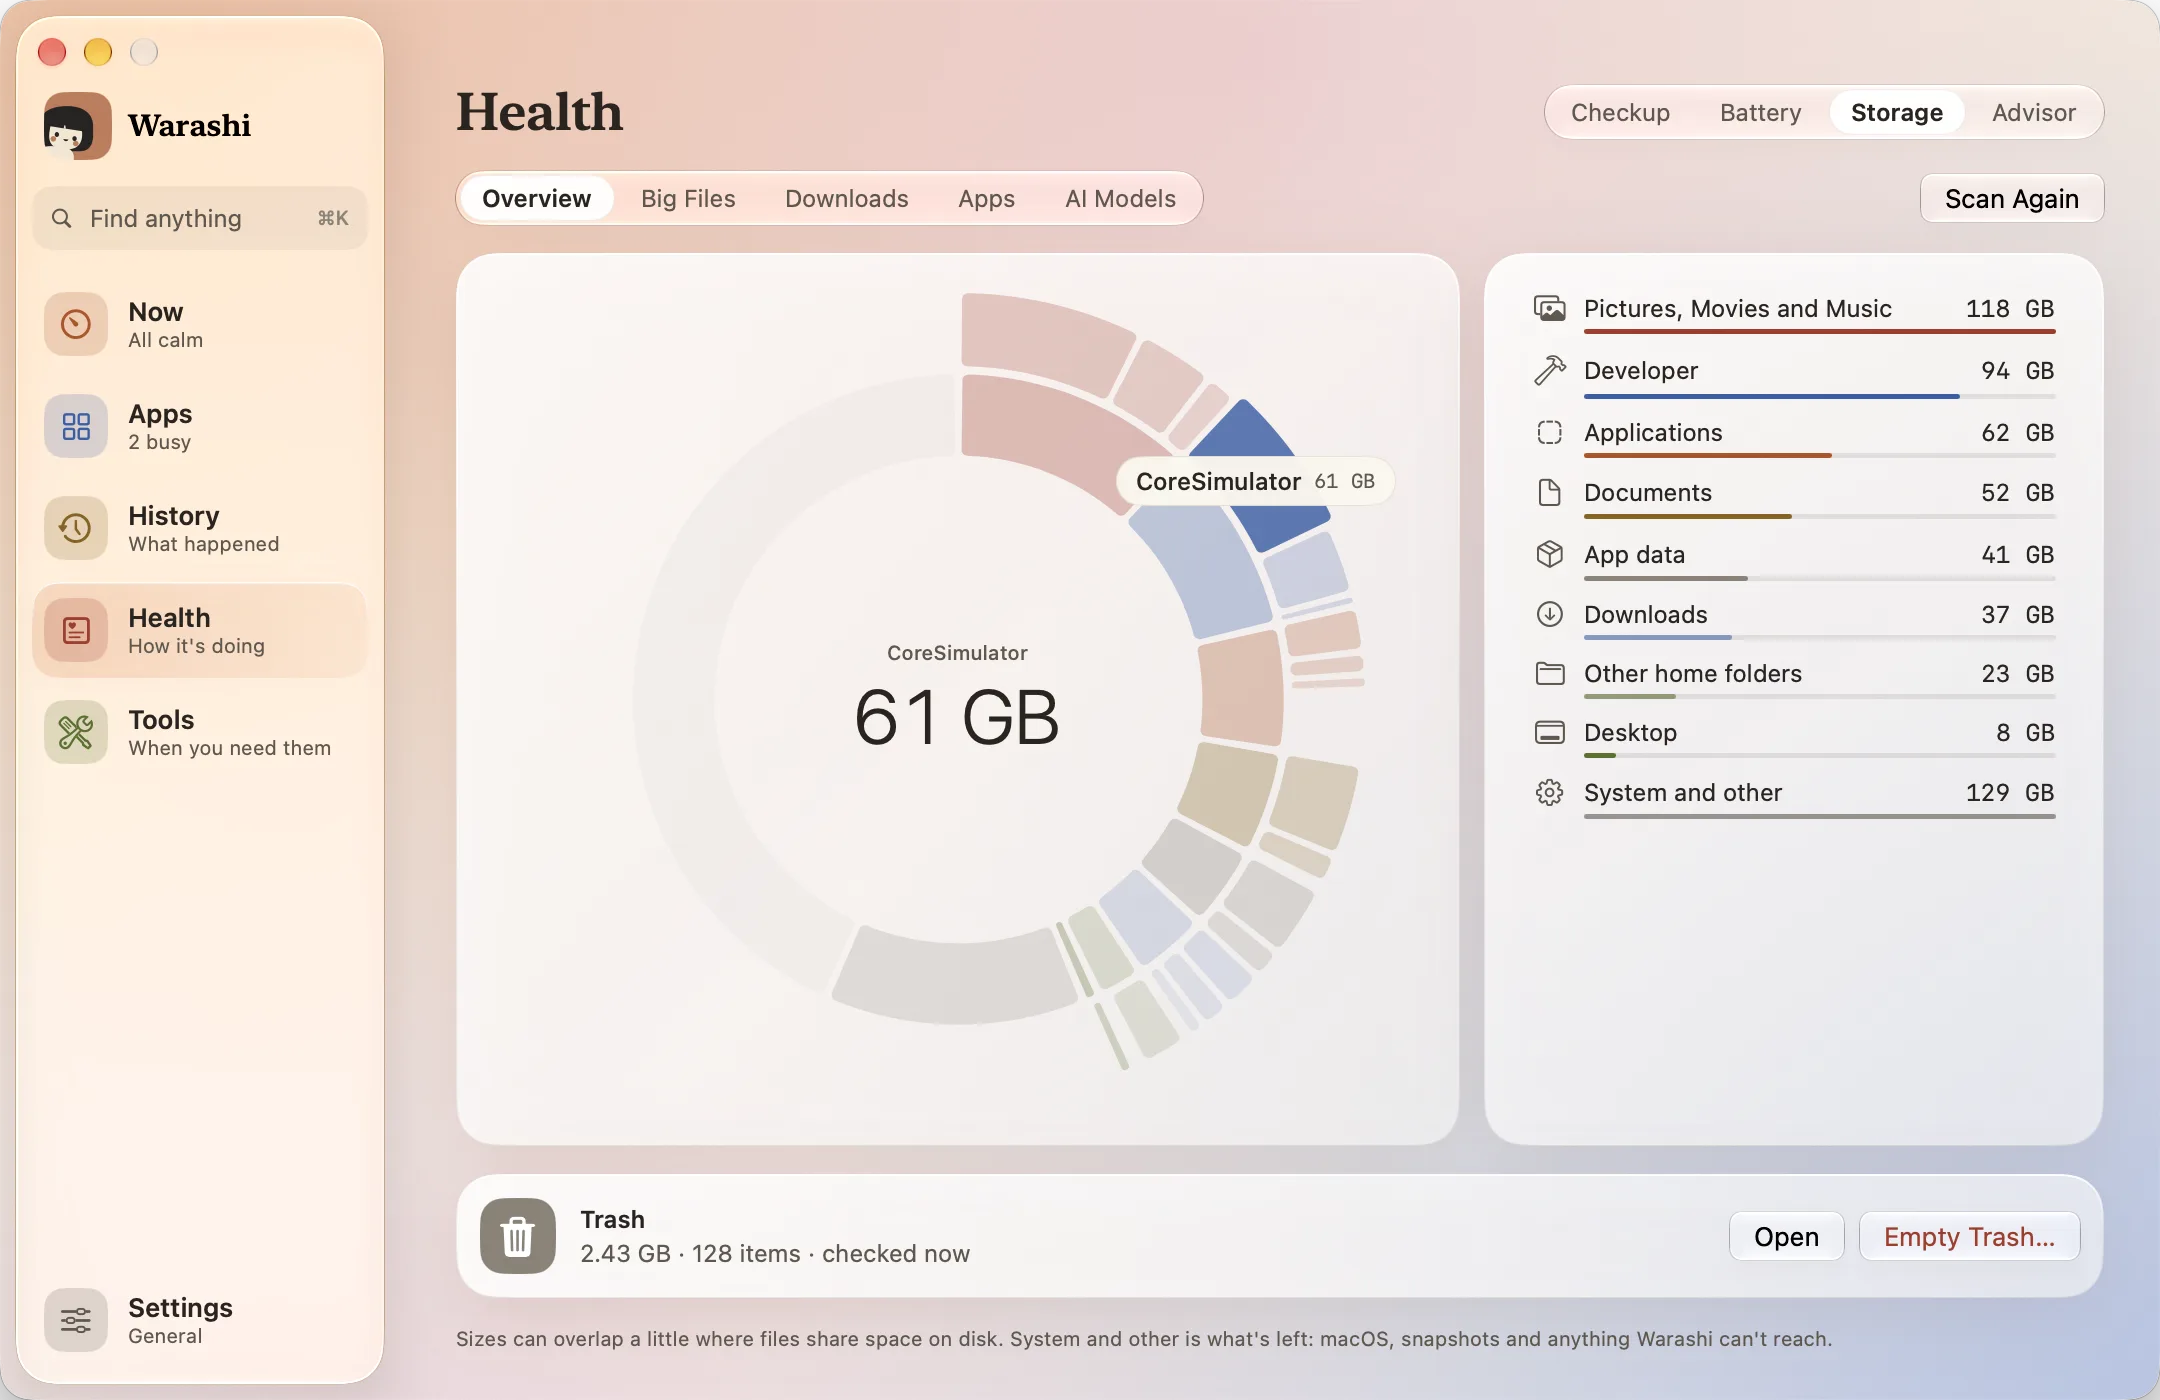 Warashi
Find anything ⌘K
Now
All calm
Apps
2 busy
History
What happened
Health
How it's doing
Tools
When you need them
Settings
General
Health
Checkup Battery Storage Advisor
Overview Big Files Downloads Apps AI Models
Scan Again
CoreSimulator 61 GB
CoreSimulator
61 GB
Pictures, Movies and Music 118 GB
Developer 94 GB
Applications 62 GB
Documents 52 GB
App data 41 GB
Downloads 37 GB
Other home folders 23 GB
Desktop 8 GB
System and other 129 GB
Trash
2.43 GB · 128 items · checked now
Open Empty Trash...
Sizes can overlap a little where files share space on disk. System and other is what's left: macOS, snapshots and anything Warashi can't reach.